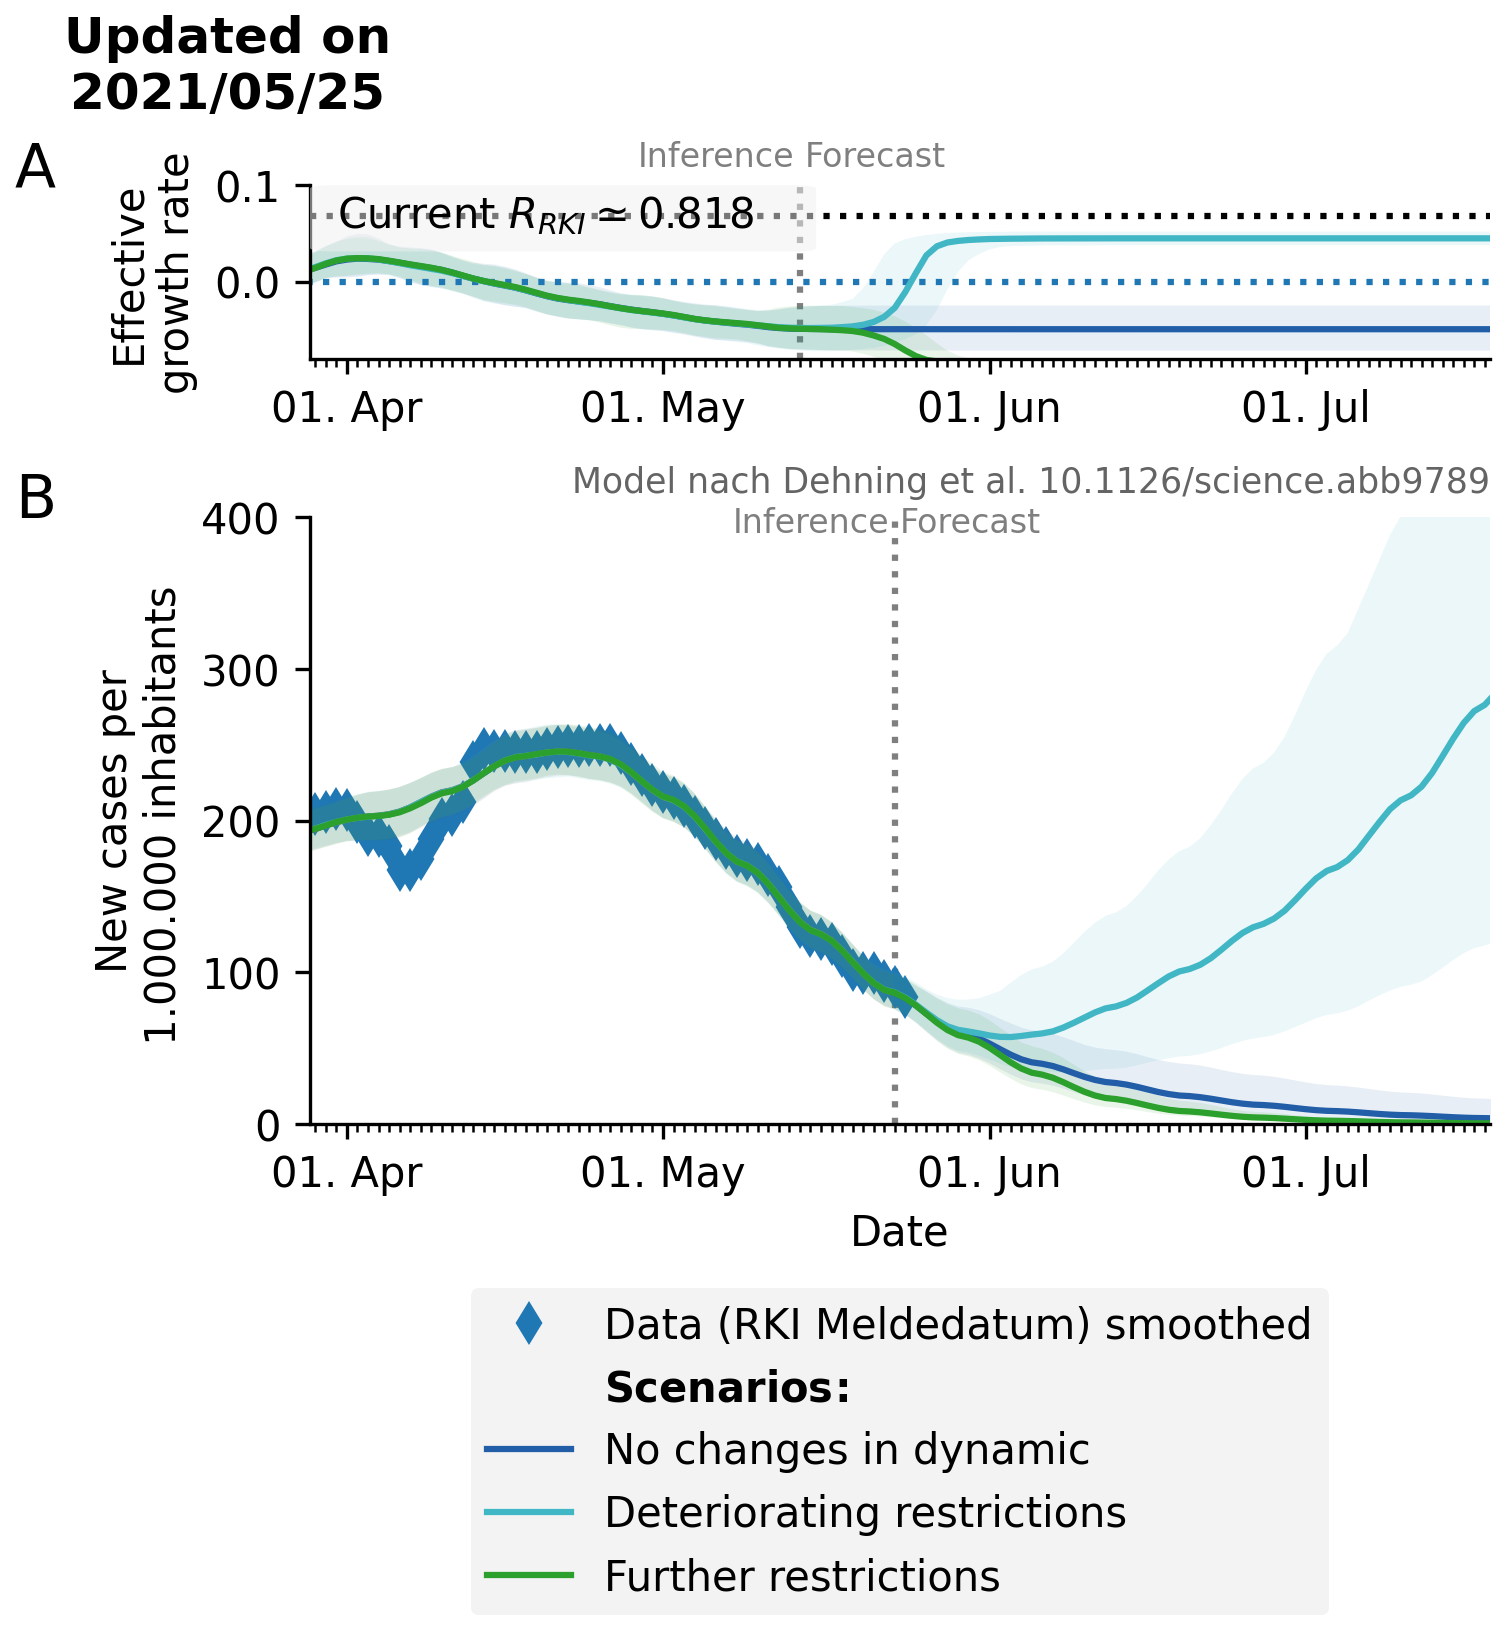 Updated on
2021/05/25
A
Effective
growth rate
Inference Forecast
0.1
Current R_RKI ≃ 0.818
0.0
01. Apr 01. May 01. Jun 01. Jul
B
Model nach Dehning et al. 10.1126/science.abb9789
Inference Forecast
New cases per
1.000.000 inhabitants
400
300
200
100
0
01. Apr 01. May 01. Jun 01. Jul
Date
Data (RKI Meldedatum) smoothed
Scenarios:
No changes in dynamic
Deteriorating restrictions
Further restrictions